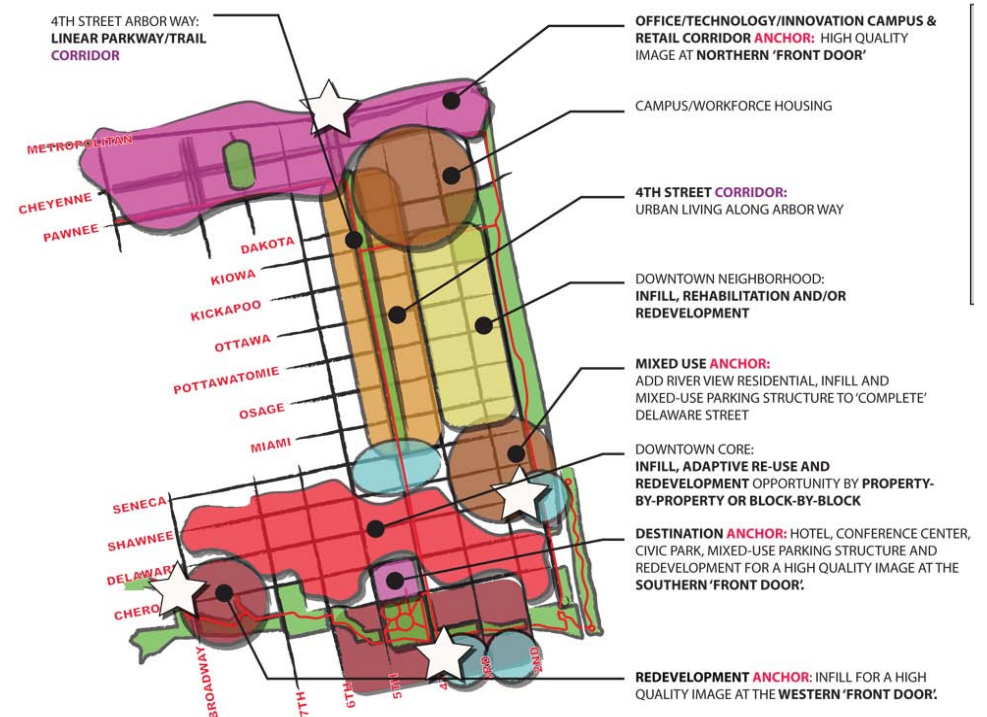 4TH STREET ARBOR WAY:
LINEAR PARKWAY/TRAIL
CORRIDOR
OFFICE/TECHNOLOGY/INNOVATION CAMPUS &
RETAIL CORRIDOR ANCHOR: HIGH QUALITY
IMAGE AT NORTHERN ‘FRONT DOOR’
CAMPUS/WORKFORCE HOUSING
4TH STREET CORRIDOR:
URBAN LIVING ALONG ARBOR WAY
DOWNTOWN NEIGHBORHOOD:
INFILL, REHABILITATION AND/OR
REDEVELOPMENT
MIXED USE ANCHOR:
ADD RIVER VIEW RESIDENTIAL, INFILL AND
MIXED-USE PARKING STRUCTURE TO ‘COMPLETE’
DELAWARE STREET
DOWNTOWN CORE:
INFILL, ADAPTIVE RE-USE AND
REDEVELOPMENT OPPORTUNITY BY PROPERTY-
BY-PROPERTY OR BLOCK-BY-BLOCK
DESTINATION ANCHOR: HOTEL, CONFERENCE CENTER,
CIVIC PARK, MIXED-USE PARKING STRUCTURE AND
REDEVELOPMENT FOR A HIGH QUALITY IMAGE AT THE
SOUTHERN ‘FRONT DOOR’.
REDEVELOPMENT ANCHOR: INFILL FOR A HIGH
QUALITY IMAGE AT THE WESTERN ‘FRONT DOOR’.
METROPOLITAN
CHEYENNE
PAWNEE
DAKOTA
KIOWA
KICKAPOO
OTTAWA
POTTAWATOMIE
OSAGE
MIAMI
SENECA
SHAWNEE
DELAWAR
CHERO
BROADWAY
7TH
6TH
5TH
2ND